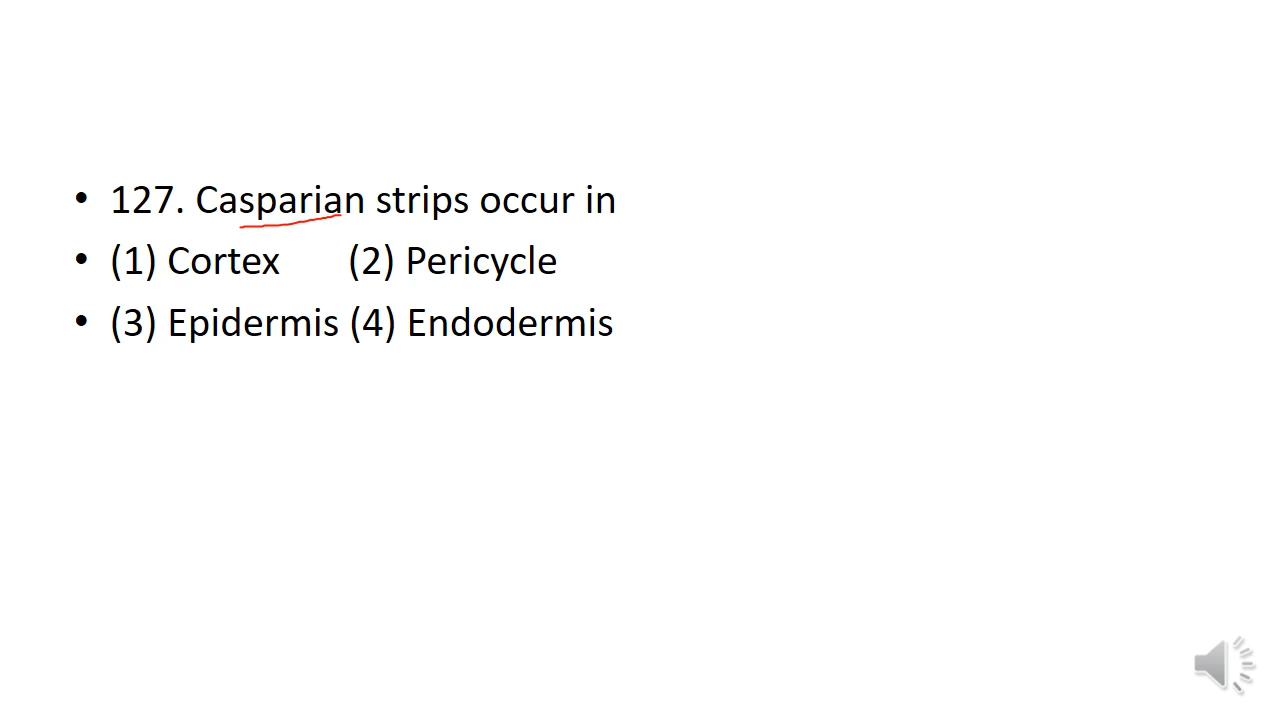 • 127. Casparian strips occur in
• (1) Cortex (2) Pericycle
• (3) Epidermis (4) Endodermis